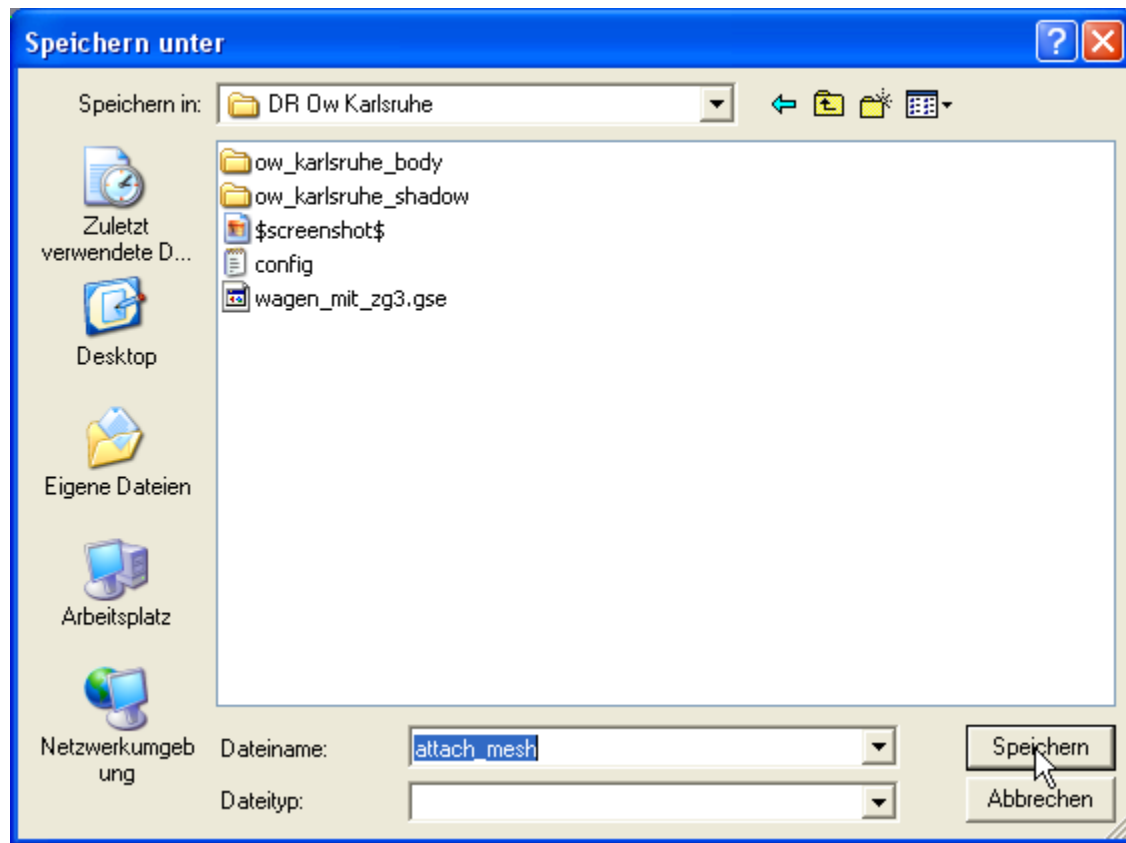 Speichern unter
Speichern in: DR Ow Karlsruhe
ow_karlsruhe_body
ow_karlsruhe_shadow
$screenshot$
config
wagen_mit_zg3.gse
Zuletzt
verwendete D...
Desktop
Eigene Dateien
Arbeitsplatz
Netzwerkumgeb
ung
Dateiname: attach_mesh Speichern
Dateityp: Abbrechen